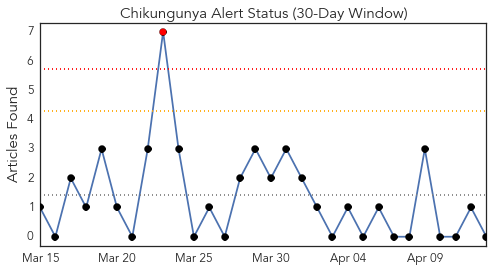 Chikungunya Alert Status (30-Day Window)
Articles Found
7
6
5
4
3
2
1
0
Mar 15
Mar 20
Mar 25
Mar 30
Apr 04
Apr 09